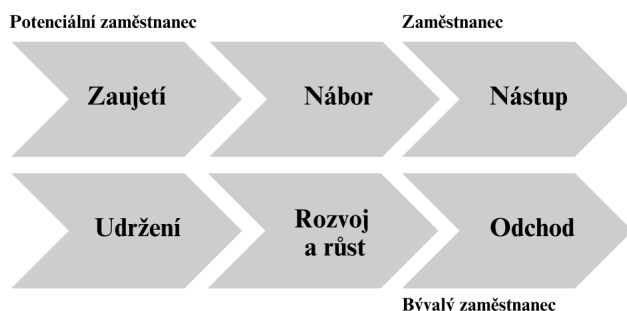 Potenciální zaměstnanec
Zaměstnanec
Zaujetí
Nábor
Nástup
Udržení
Rozvoj
a růst
Odchod
Bývalý zaměstnanec